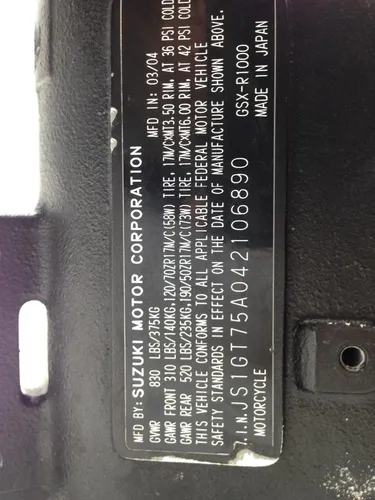 MFD BY: SUZUKI MOTOR CORPORATION MFD IN: 03/04
GVWR 830 LBS/375KG
GAWR FRONT 310 LBS/140KG,120/70ZR17M/C(58W) TIRE, 17M/CXMT3.50 RIM, AT 36 PSI COLD
GAWR REAR 520 LBS/235KG,190/50ZR17M/C(73W) TIRE, 17M/CXMT6.00 RIM, AT 42 PSI COLD
THIS VEHICLE CONFORMS TO ALL APPLICABLE FEDERAL MOTOR VEHICLE
SAFETY STANDARDS IN EFFECT ON THE DATE OF MANUFACTURE SHOWN ABOVE.
V.I.N.JS1GT75A042106890 GSX-R1000
MOTORCYCLE MADE IN JAPAN